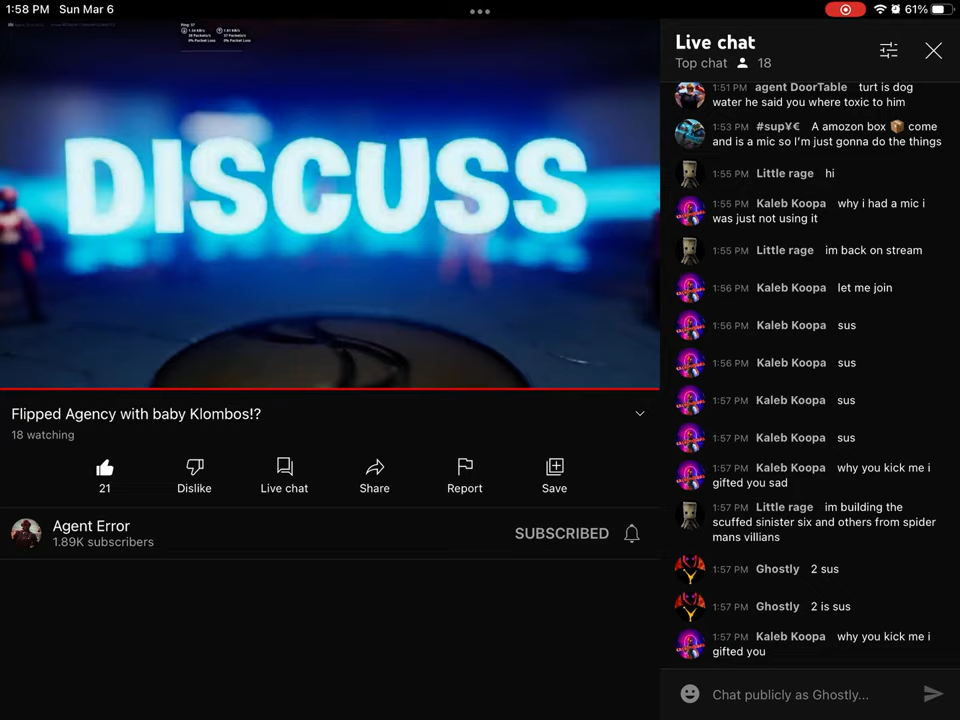 1:58 PM Sun Mar 6
61%
DISCUSS
Flipped Agency with baby Klombos!?
18 watching
21
Dislike
Live chat
Share
Report
Save
Agent Error
1.89K subscribers
SUBSCRIBED
Live chat
Top chat 18
1:51 PM agent DoorTable turt is dog
water he said you where toxic to him
1:53 PM #sup¥€ A amozon box 📦 come
and is a mic so I'm just gonna do the things
1:55 PM Little rage hi
1:55 PM Kaleb Koopa why i had a mic i
was just not using it
1:55 PM Little rage im back on stream
1:56 PM Kaleb Koopa let me join
1:56 PM Kaleb Koopa sus
1:56 PM Kaleb Koopa sus
1:57 PM Kaleb Koopa sus
1:57 PM Kaleb Koopa sus
1:57 PM Kaleb Koopa why you kick me i
gifted you sad
1:57 PM Little rage im building the
scuffed sinister six and others from spider
mans villians
1:57 PM Ghostly 2 sus
1:57 PM Ghostly 2 is sus
1:57 PM Kaleb Koopa why you kick me i
gifted you
Chat publicly as Ghostly...